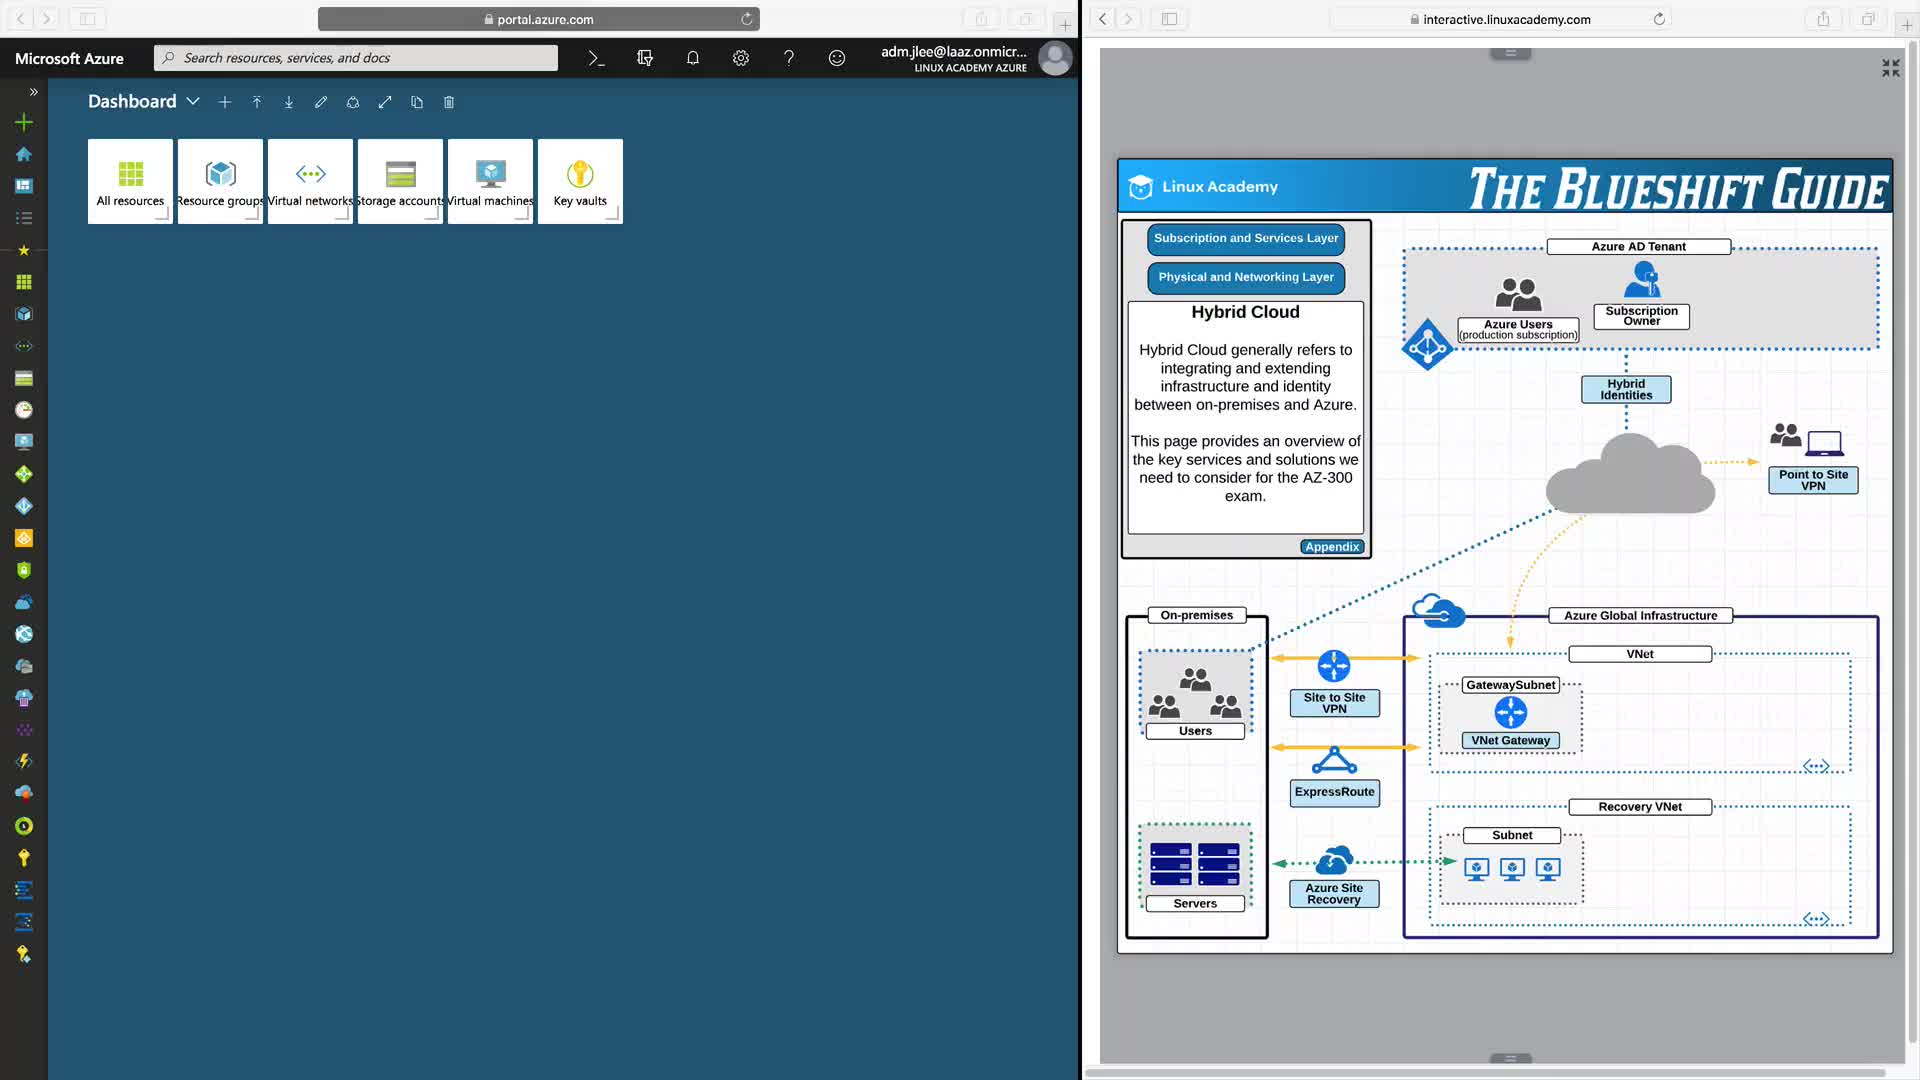 portal.azure.com
Microsoft Azure
Search resources, services, and docs
adm.jlee@laaz.onmicr...
LINUX ACADEMY AZURE
Dashboard
All resources
Resource groups
Virtual networks
Storage accounts
Virtual machines
Key vaults
interactive.linuxacademy.com
Linux Academy
THE BLUESHIFT GUIDE
Subscription and Services Layer
Physical and Networking Layer
Hybrid Cloud
Hybrid Cloud generally refers to
integrating and extending
infrastructure and identity
between on-premises and Azure.
This page provides an overview of
the key services and solutions we
need to consider for the AZ-300
exam.
Appendix
Azure AD Tenant
Azure Users
(production subscription)
Subscription
Owner
Hybrid
Identities
Point to Site
VPN
On-premises
Users
Servers
Site to Site
VPN
ExpressRoute
Azure Site
Recovery
Azure Global Infrastructure
VNet
GatewaySubnet
VNet Gateway
Recovery VNet
Subnet